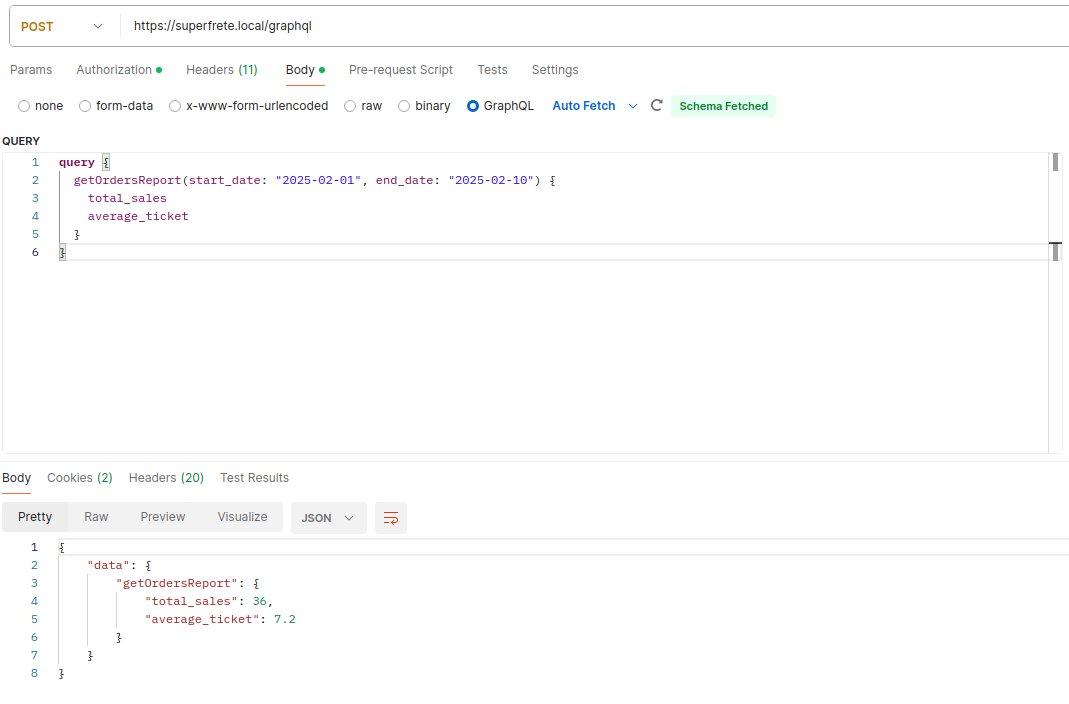 POST https://superfrete.local/graphql
Params Authorization Headers (11) Body Pre-request Script Tests Settings
none form-data x-www-form-urlencoded raw binary GraphQL Auto Fetch Schema Fetched
QUERY
1 query {
2 getOrdersReport(start_date: "2025-02-01", end_date: "2025-02-10") {
3 total_sales
4 average_ticket
5 }
6 }
Body Cookies (2) Headers (20) Test Results
Pretty Raw Preview Visualize JSON
1 {
2 "data": {
3 "getOrdersReport": {
4 "total_sales": 36,
5 "average_ticket": 7.2
6 }
7 }
8 }